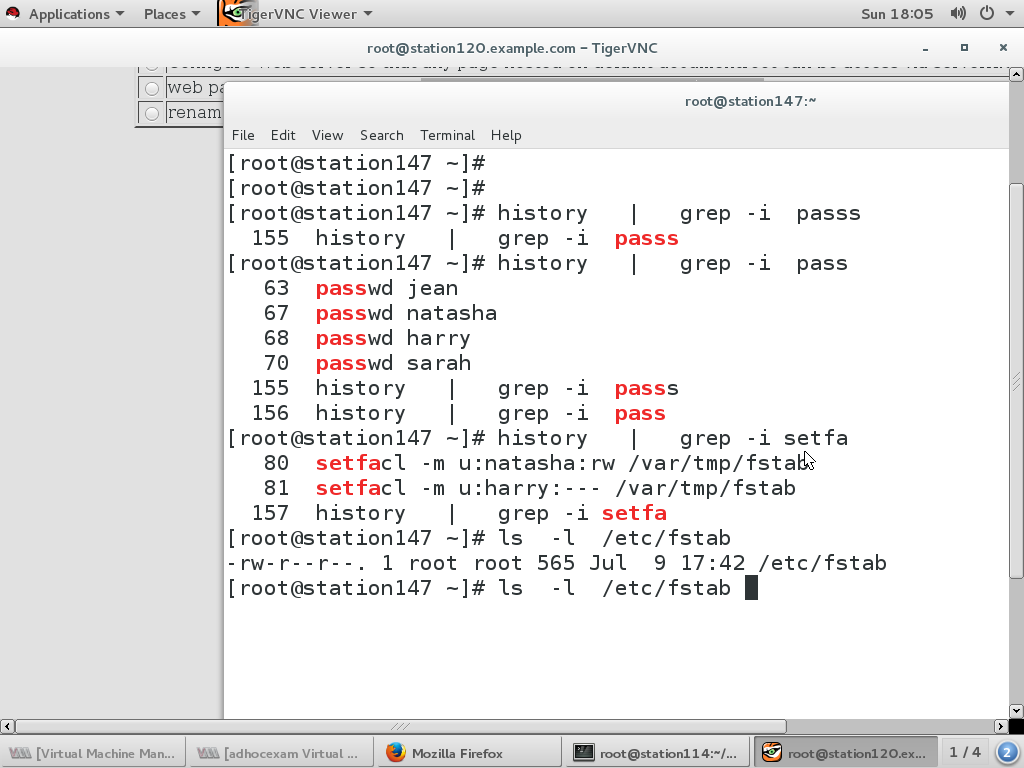 Applications Places TigerVNC Viewer Sun 18:05
root@station120.example.com – TigerVNC
web pa
renam
root@station147:~
File Edit View Search Terminal Help
[root@station147 ~]#
[root@station147 ~]#
[root@station147 ~]# history   |   grep -i  passs
  155  history   |   grep -i  passs
[root@station147 ~]# history   |   grep -i  pass
   63  passwd jean
   67  passwd natasha
   68  passwd harry
   70  passwd sarah
  155  history   |   grep -i  passs
  156  history   |   grep -i  pass
[root@station147 ~]# history   |   grep -i setfa
   80  setfacl -m u:natasha:rw /var/tmp/fstab
   81  setfacl -m u:harry:--- /var/tmp/fstab
  157  history   |   grep -i setfa
[root@station147 ~]# ls  -l  /etc/fstab
-rw-r--r--. 1 root root 565 Jul  9 17:42 /etc/fstab
[root@station147 ~]# ls  -l  /etc/fstab
[Virtual Machine Man... [adhocexam Virtual ... Mozilla Firefox root@station114:~/... root@station120.ex... 1 / 4 2